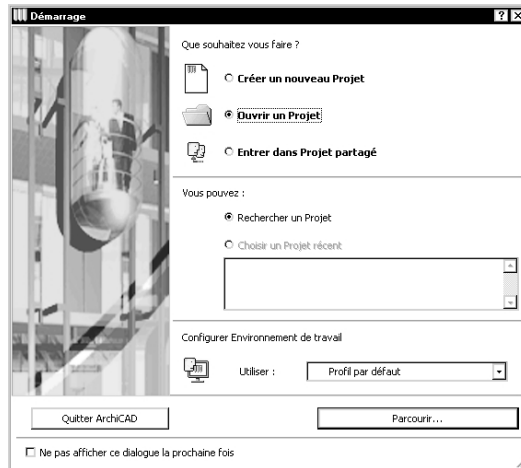 Démarrage
Que souhaitez vous faire ?
Créer un nouveau Projet
Ouvrir un Projet
Entrer dans Projet partagé
Vous pouvez :
Rechercher un Projet
Choisir un Projet récent
Configurer Environnement de travail
Utiliser :
Profil par défaut
Quitter ArchiCAD
Parcourir...
Ne pas afficher ce dialogue la prochaine fois